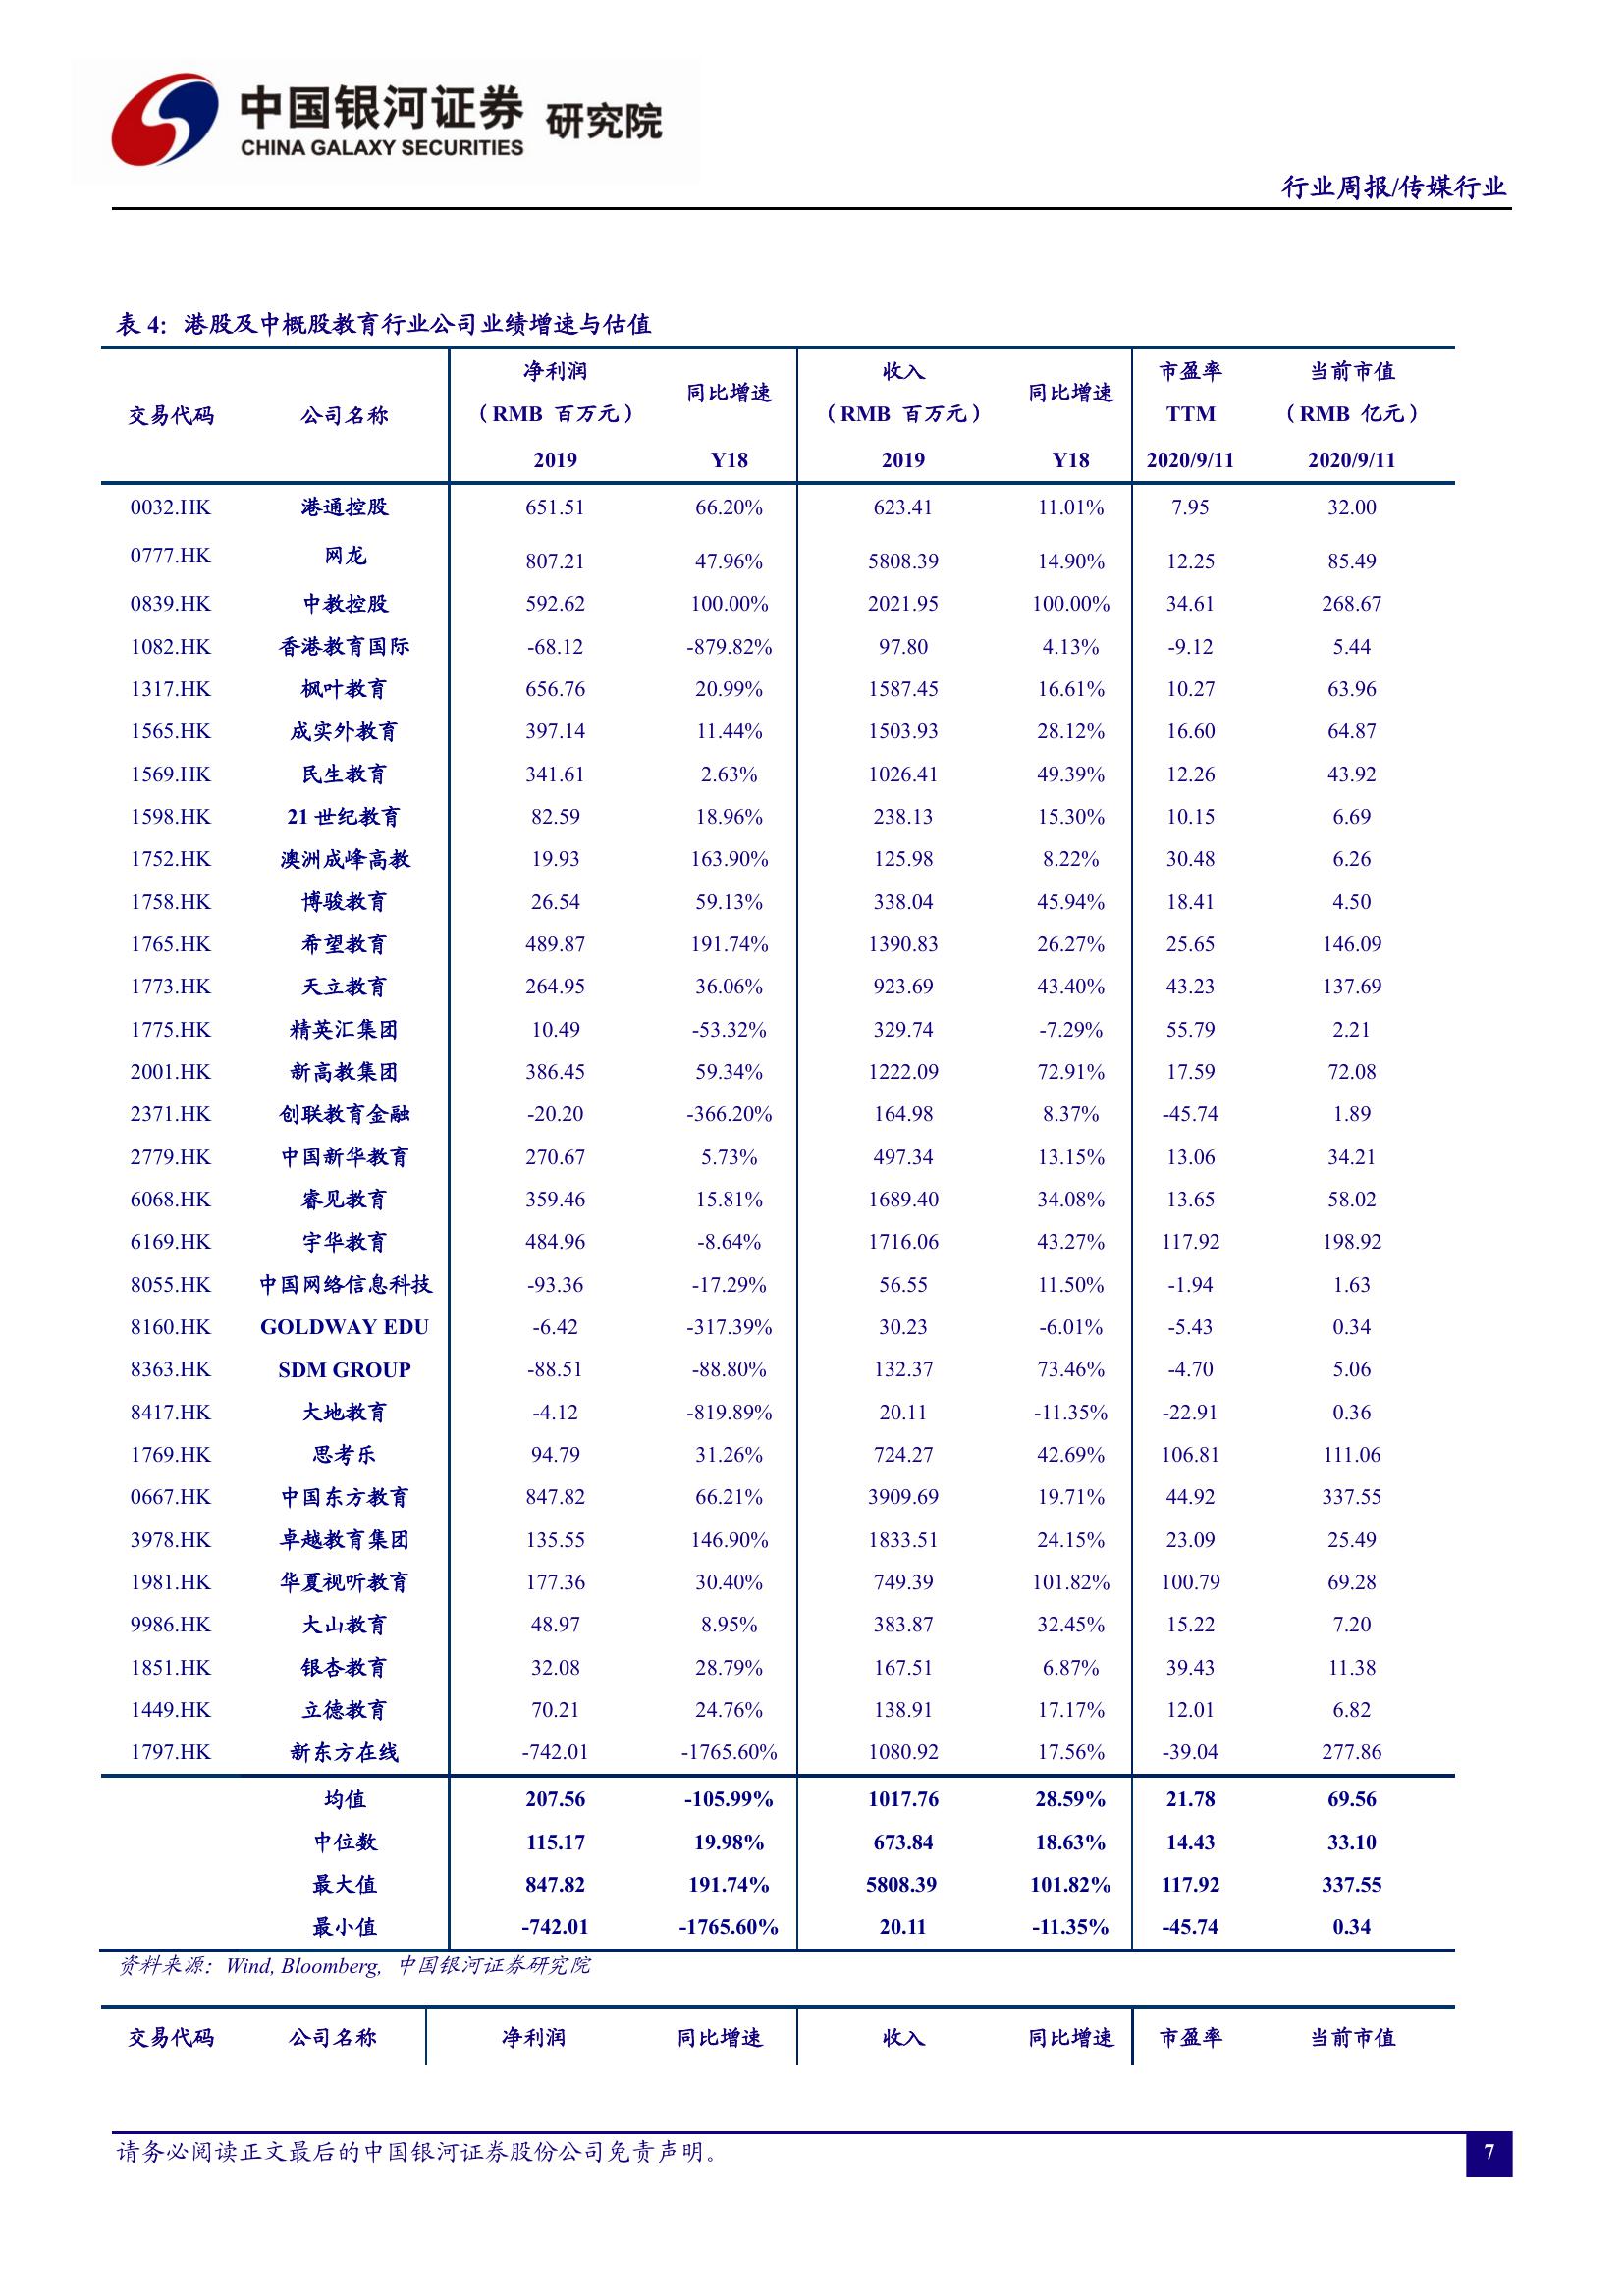 中国银河证券 研究院
CHINA GALAXY SECURITIES
行业周报/传媒行业
表 4: 港股及中概股教育行业公司业绩增速与估值
交易代码 公司名称 净利润 同比增速 收入 同比增速 市盈率 当前市值
（RMB 百万元） （RMB 百万元） TTM （RMB 亿元）
2019 Y18 2019 Y18 2020/9/11 2020/9/11
0032.HK 港通控股 651.51 66.20% 623.41 11.01% 7.95 32.00
0777.HK 网龙 807.21 47.96% 5808.39 14.90% 12.25 85.49
0839.HK 中教控股 592.62 100.00% 2021.95 100.00% 34.61 268.67
1082.HK 香港教育国际 -68.12 -879.82% 97.80 4.13% -9.12 5.44
1317.HK 枫叶教育 656.76 20.99% 1587.45 16.61% 10.27 63.96
1565.HK 成实外教育 397.14 11.44% 1503.93 28.12% 16.60 64.87
1569.HK 民生教育 341.61 2.63% 1026.41 49.39% 12.26 43.92
1598.HK 21 世纪教育 82.59 18.96% 238.13 15.30% 10.15 6.69
1752.HK 澳洲成峰高教 19.93 163.90% 125.98 8.22% 30.48 6.26
1758.HK 博骏教育 26.54 59.13% 338.04 45.94% 18.41 4.50
1765.HK 希望教育 489.87 191.74% 1390.83 26.27% 25.65 146.09
1773.HK 天立教育 264.95 36.06% 923.69 43.40% 43.23 137.69
1775.HK 精英汇集团 10.49 -53.32% 329.74 -7.29% 55.79 2.21
2001.HK 新高教集团 386.45 59.34% 1222.09 72.91% 17.59 72.08
2371.HK 创联教育金融 -20.20 -366.20% 164.98 8.37% -45.74 1.89
2779.HK 中国新华教育 270.67 5.73% 497.34 13.15% 13.06 34.21
6068.HK 睿见教育 359.46 15.81% 1689.40 34.08% 13.65 58.02
6169.HK 宇华教育 484.96 -8.64% 1716.06 43.27% 117.92 198.92
8055.HK 中国网络信息科技 -93.36 -17.29% 56.55 11.50% -1.94 1.63
8160.HK GOLDWAY EDU -6.42 -317.39% 30.23 -6.01% -5.43 0.34
8363.HK SDM GROUP -88.51 -88.80% 132.37 73.46% -4.70 5.06
8417.HK 大地教育 -4.12 -819.89% 20.11 -11.35% -22.91 0.36
1769.HK 思考乐 94.79 31.26% 724.27 42.69% 106.81 111.06
0667.HK 中国东方教育 847.82 66.21% 3909.69 19.71% 44.92 337.55
3978.HK 卓越教育集团 135.55 146.90% 1833.51 24.15% 23.09 25.49
1981.HK 华夏视听教育 177.36 30.40% 749.39 101.82% 100.79 69.28
9986.HK 大山教育 48.97 8.95% 383.87 32.45% 15.22 7.20
1851.HK 银杏教育 32.08 28.79% 167.51 6.87% 39.43 11.38
1449.HK 立德教育 70.21 24.76% 138.91 17.17% 12.01 6.82
1797.HK 新东方在线 -742.01 -1765.60% 1080.92 17.56% -39.04 277.86
均值 207.56 -105.99% 1017.76 28.59% 21.78 69.56
中位数 115.17 19.98% 673.84 18.63% 14.43 33.10
最大值 847.82 191.74% 5808.39 101.82% 117.92 337.55
最小值 -742.01 -1765.60% 20.11 -11.35% -45.74 0.34
资料来源：Wind, Bloomberg, 中国银河证券研究院
交易代码 公司名称 净利润 同比增速 收入 同比增速 市盈率 当前市值
请务必阅读正文最后的中国银河证券股份公司免责声明。
7